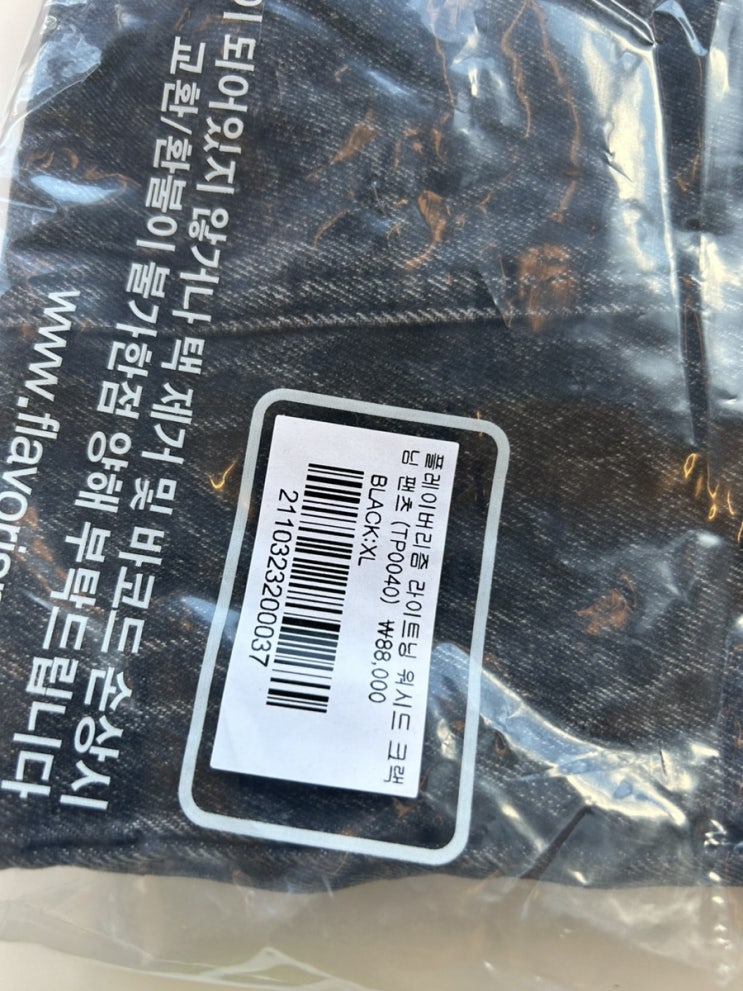 이 되어있지 않거나 택 제거 및 바코드 손상시
교환/환불이 불가한점 양해 부탁드립니다
www.flavoris
플레이버리즘 라이트닝 워시드 크랙
님 팬츠 (TP0040) ₩88,000
BLACK:XL
2110323200037